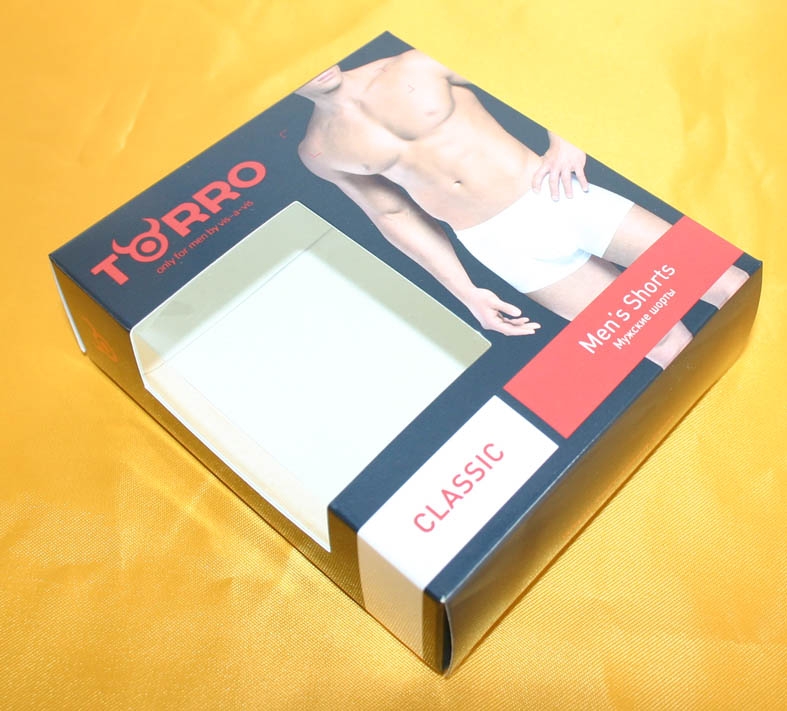 TORRO
only for men by vis-a-vis
Men's Shorts
Мужские шорты
CLASSIC